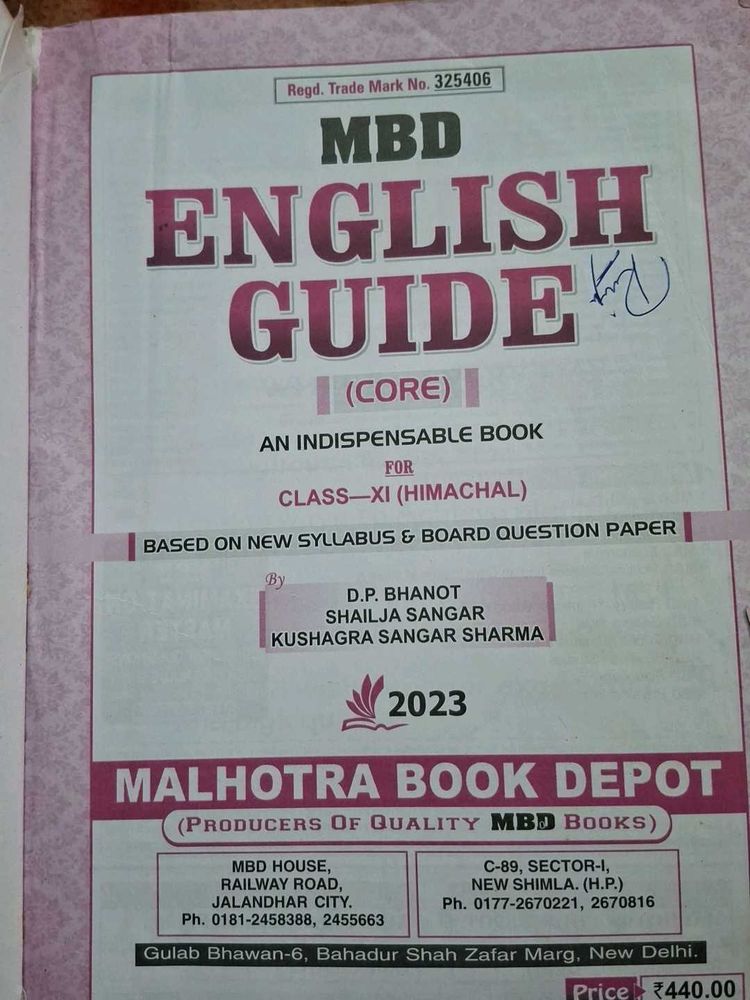 Regd. Trade Mark No. 325406
MBD
ENGLISH
GUIDE
(CORE)
AN INDISPENSABLE BOOK
FOR
CLASS—XI (HIMACHAL)
BASED ON NEW SYLLABUS & BOARD QUESTION PAPER
By
D.P. BHANOT
SHAILJA SANGAR
KUSHAGRA SANGAR SHARMA
2023
MALHOTRA BOOK DEPOT
(PRODUCERS OF QUALITY MBD BOOKS)
MBD HOUSE,
RAILWAY ROAD,
JALANDHAR CITY.
Ph. 0181-2458388, 2455663
C-89, SECTOR-I,
NEW SHIMLA. (H.P.)
Ph. 0177-2670221, 2670816
Gulab Bhawan-6, Bahadur Shah Zafar Marg, New Delhi.
Price ₹440.00